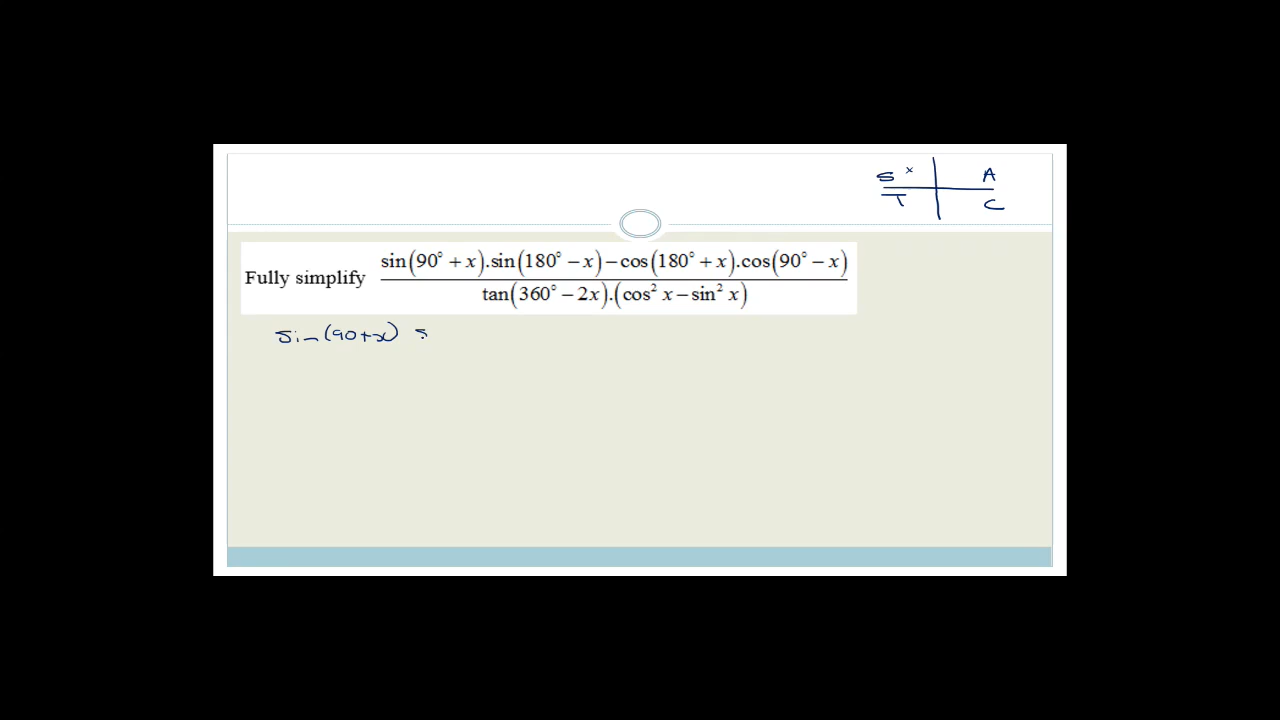 S x A
T C
Fully simplify sin(90° + x).sin(180° − x) − cos(180° + x).cos(90° − x)
tan(360° − 2x).(cos² x − sin² x)
sin(90+x)